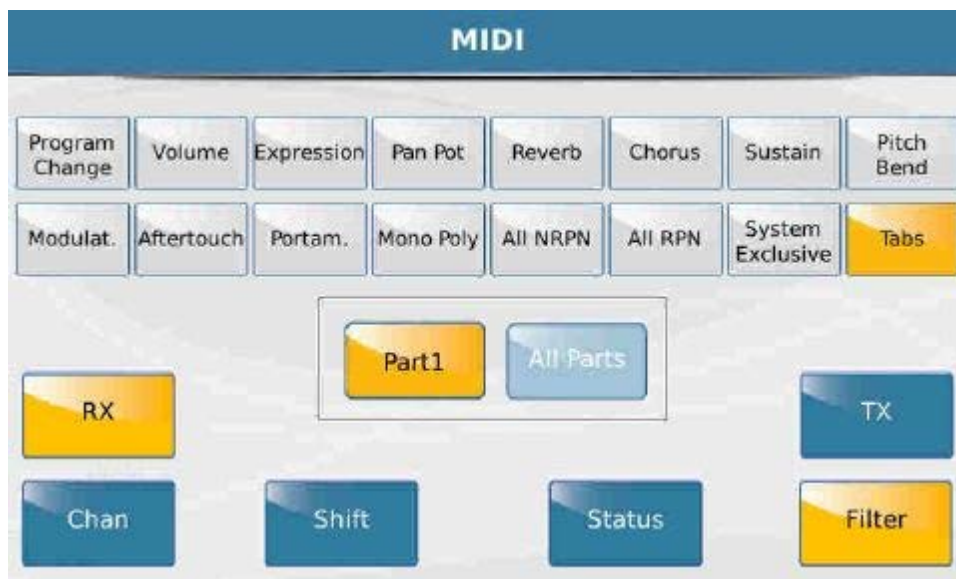 MIDI
Program Change
Volume
Expression
Pan Pot
Reverb
Chorus
Sustain
Pitch Bend
Modulat.
Aftertouch
Portam.
Mono Poly
All NRPN
All RPN
System Exclusive
Tabs
Part1
All Parts
RX
TX
Chan
Shift
Status
Filter